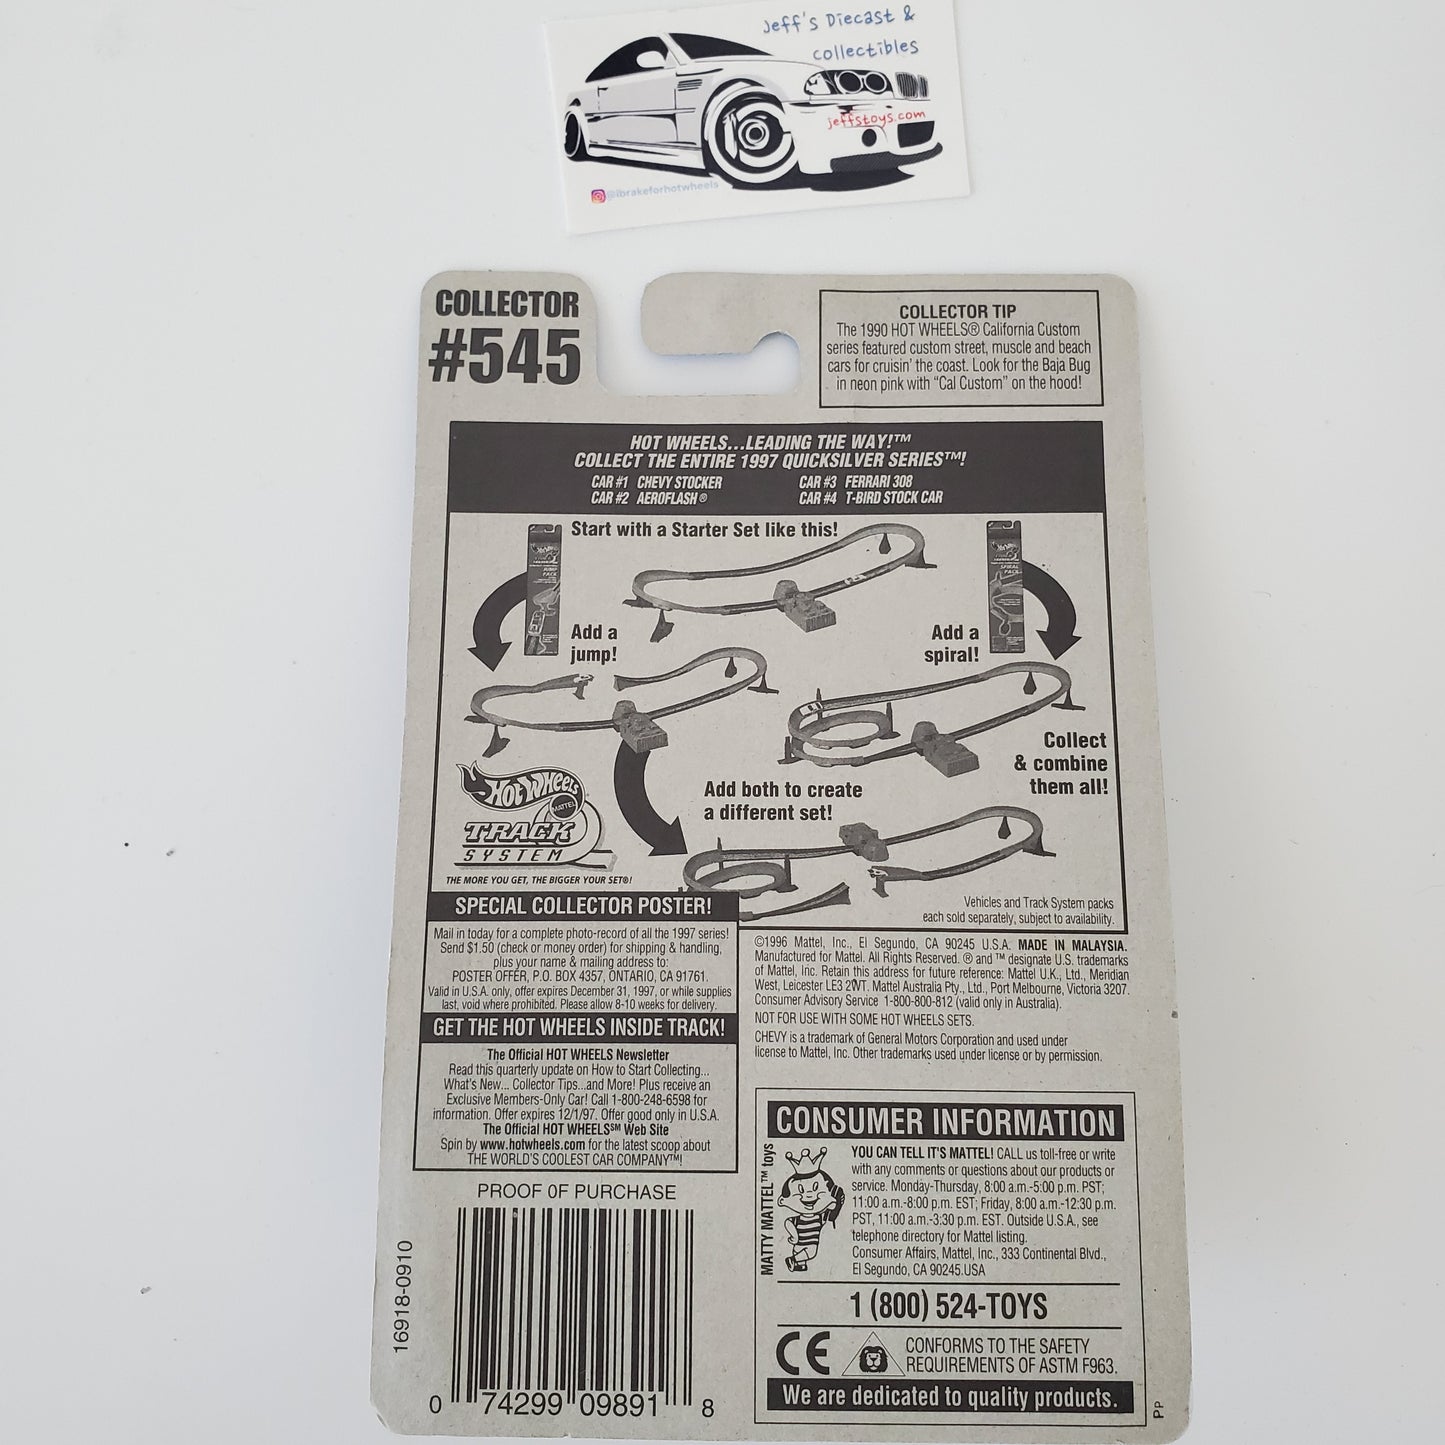 Jeff's Diecast &
collectibles
jeffstoys.com
@ibrakeforhotwheels
COLLECTOR
#545
COLLECTOR TIP
The 1990 HOT WHEELS® California Custom
series featured custom street, muscle and beach
cars for cruisin' the coast. Look for the Baja Bug
in neon pink with "Cal Custom" on the hood!
HOT WHEELS...LEADING THE WAY!™
COLLECT THE ENTIRE 1997 QUICKSILVER SERIES™!
CAR #1 CHEVY STOCKER
CAR #2 AEROFLASH®
CAR #3 FERRARI 308
CAR #4 T-BIRD STOCK CAR
Start with a Starter Set like this!
Add a
jump!
Add a
spiral!
Collect
& combine
them all!
Add both to create
a different set!
Hot Wheels
MATTEL
TRACK
SYSTEM
THE MORE YOU GET, THE BIGGER YOUR SET®!
Vehicles and Track System packs
each sold separately, subject to availability.
SPECIAL COLLECTOR POSTER!
Mail in today for a complete photo-record of all the 1997 series!
Send $1.50 (check or money order) for shipping & handling,
plus your name & mailing address to:
POSTER OFFER, P.O. BOX 4357, ONTARIO, CA 91761.
Valid in U.S.A. only, offer expires December 31, 1997, or while supplies
last, void where prohibited. Please allow 8-10 weeks for delivery.
GET THE HOT WHEELS INSIDE TRACK!
The Official HOT WHEELS Newsletter
Read this quarterly update on How to Start Collecting...
What's New... Collector Tips...and More! Plus receive an
Exclusive Members-Only Car! Call 1-800-248-6598 for
information. Offer expires 12/1/97. Offer good only in U.S.A.
The Official HOT WHEELS℠ Web Site
Spin by www.hotwheels.com for the latest scoop about
THE WORLD'S COOLEST CAR COMPANY™!
©1996 Mattel, Inc., El Segundo, CA 90245 U.S.A. MADE IN MALAYSIA.
Manufactured for Mattel. All Rights Reserved. ® and ™ designate U.S. trademarks
of Mattel, Inc. Retain this address for future reference: Mattel U.K., Ltd., Meridian
West, Leicester LE3 2WT. Mattel Australia Pty., Ltd., Port Melbourne, Victoria 3207.
Consumer Advisory Service 1-800-800-812 (valid only in Australia).
NOT FOR USE WITH SOME HOT WHEELS SETS.
CHEVY is a trademark of General Motors Corporation and used under
license to Mattel, Inc. Other trademarks used under license or by permission.
PROOF OF PURCHASE
16918-0910
0 74299 09891 8
CONSUMER INFORMATION
MATTY MATTEL™ toys
YOU CAN TELL IT'S MATTEL! CALL us toll-free or write
with any comments or questions about our products or
service. Monday-Thursday, 8:00 a.m.-5:00 p.m. PST;
11:00 a.m.-8:00 p.m. EST; Friday, 8:00 a.m.-12:30 p.m.
PST, 11:00 a.m.-3:30 p.m. EST. Outside U.S.A., see
telephone directory for Mattel listing.
Consumer Affairs, Mattel, Inc., 333 Continental Blvd.,
El Segundo, CA 90245.USA
1 (800) 524-TOYS
CE
CONFORMS TO THE SAFETY
REQUIREMENTS OF ASTM F963.
We are dedicated to quality products.
PP